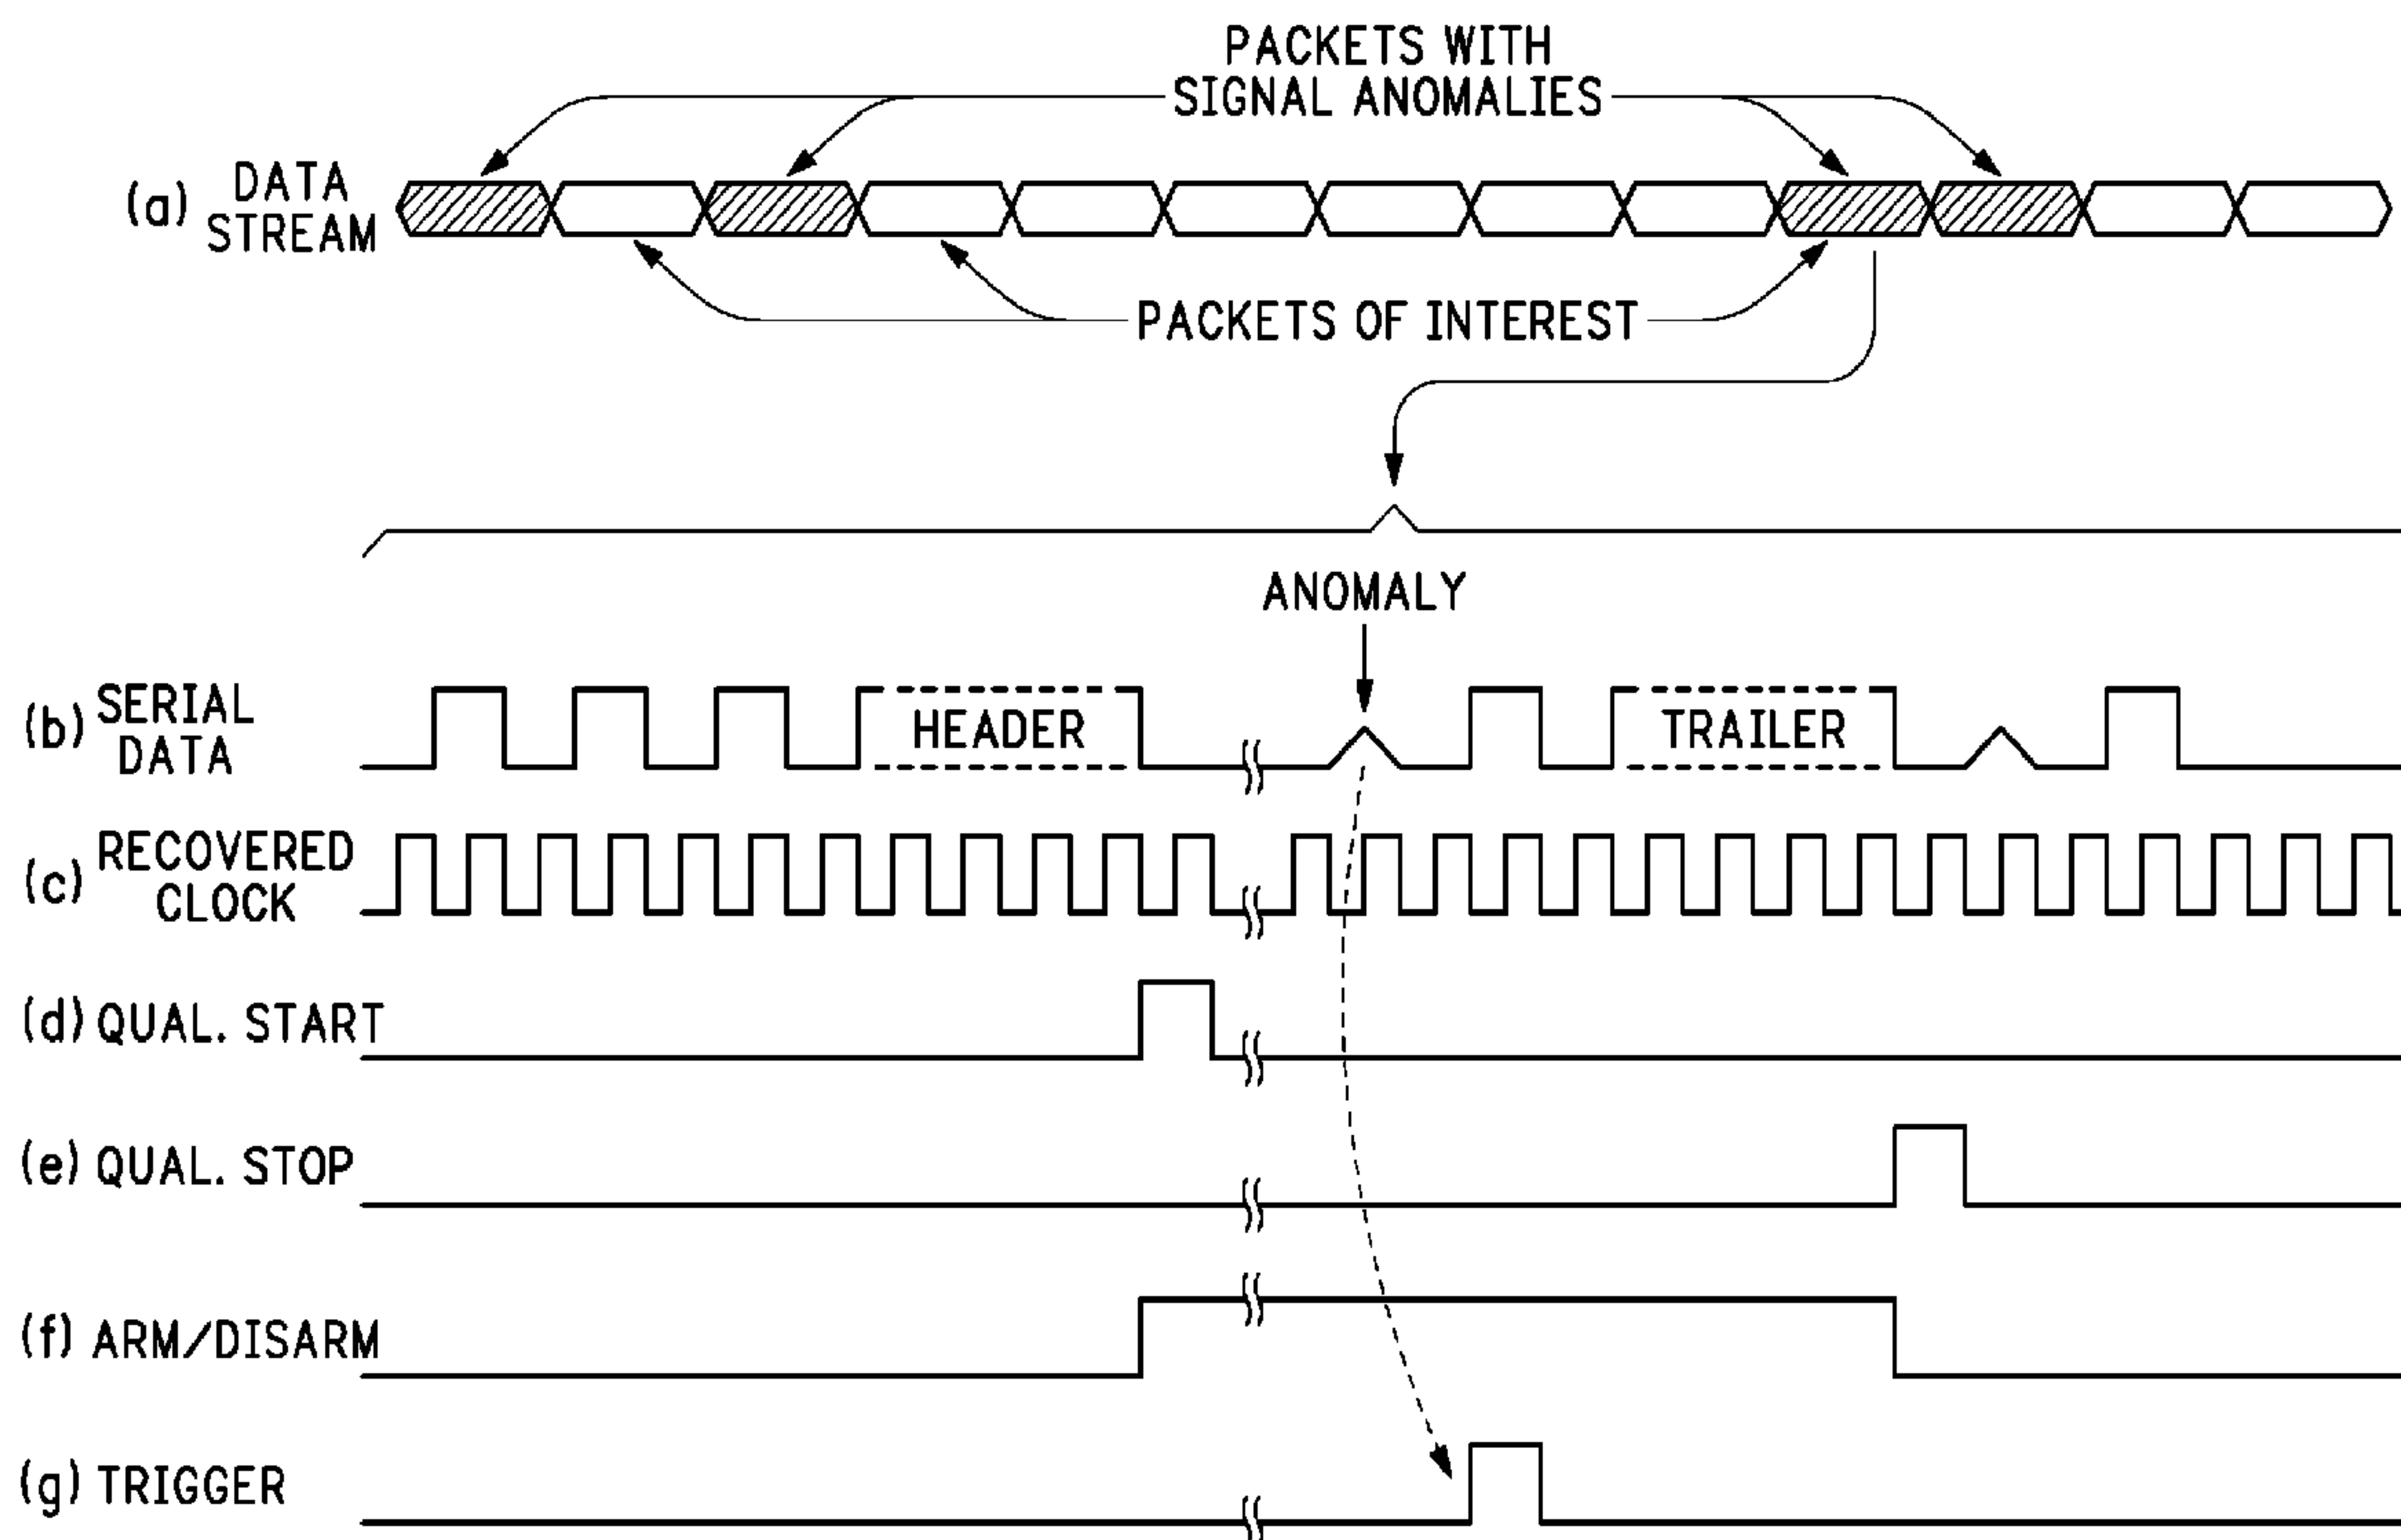 PACKETS WITH
SIGNAL ANOMALIES
(a) DATA
STREAM
PACKETS OF INTEREST
ANOMALY
(b) SERIAL
DATA
HEADER
TRAILER
(c) RECOVERED
CLOCK
(d) QUAL. START
(e) QUAL. STOP
(f) ARM/DISARM
(g) TRIGGER